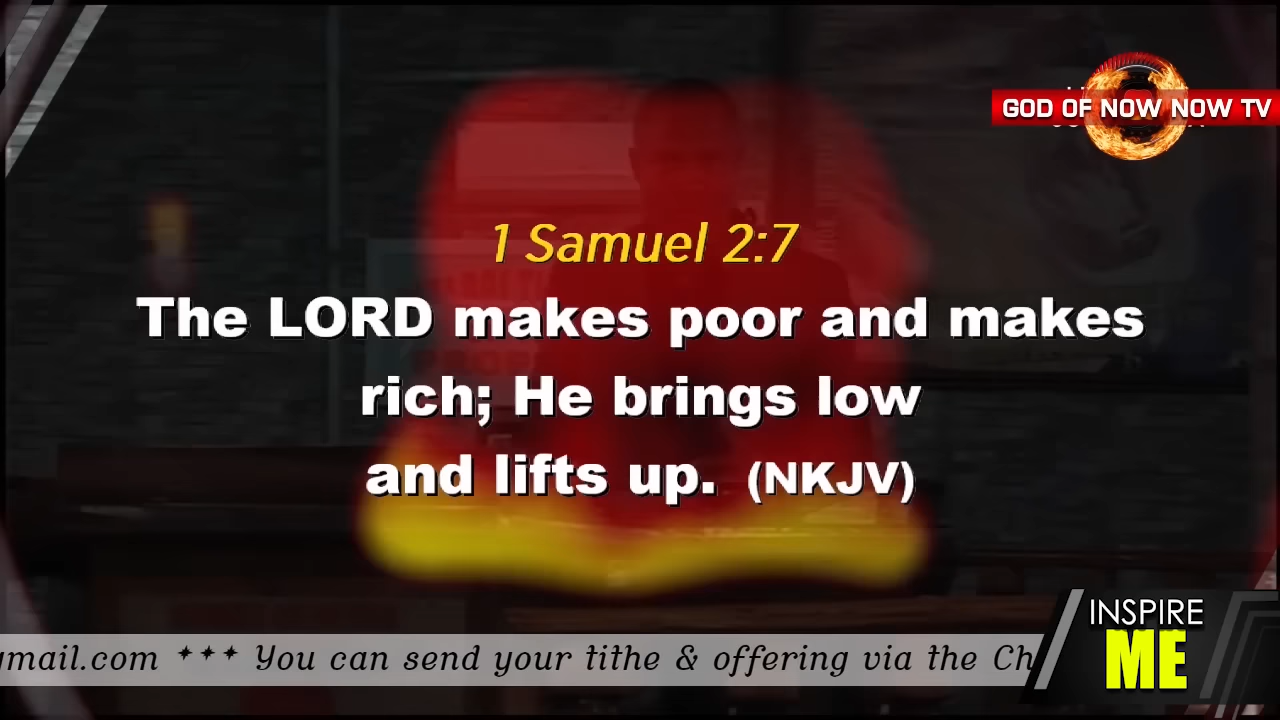 GOD OF NOW NOW TV
1 Samuel 2:7
The LORD makes poor and makes
rich; He brings low
and lifts up. (NKJV)
INSPIRE
ME
gmail.com *** You can send your tithe & offering via the Ch